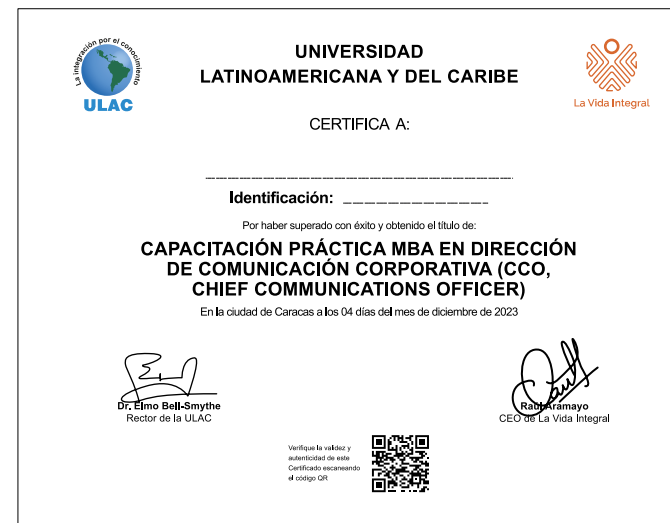 La integración por el conocimiento
ULAC
UNIVERSIDAD
LATINOAMERICANA Y DEL CARIBE
La Vida Integral
CERTIFICA A:
Identificación:
Por haber superado con éxito y obtenido el título de:
CAPACITACIÓN PRÁCTICA MBA EN DIRECCIÓN
DE COMUNICACIÓN CORPORATIVA (CCO,
CHIEF COMMUNICATIONS OFFICER)
En la ciudad de Caracas a los 04 días del mes de diciembre de 2023
Dr. Elmo Bell-Smythe
Rector de la ULAC
Raúl Aramayo
CEO de La Vida Integral
Verifique la validez y
autenticidad de este
Certificado escaneando
el código QR